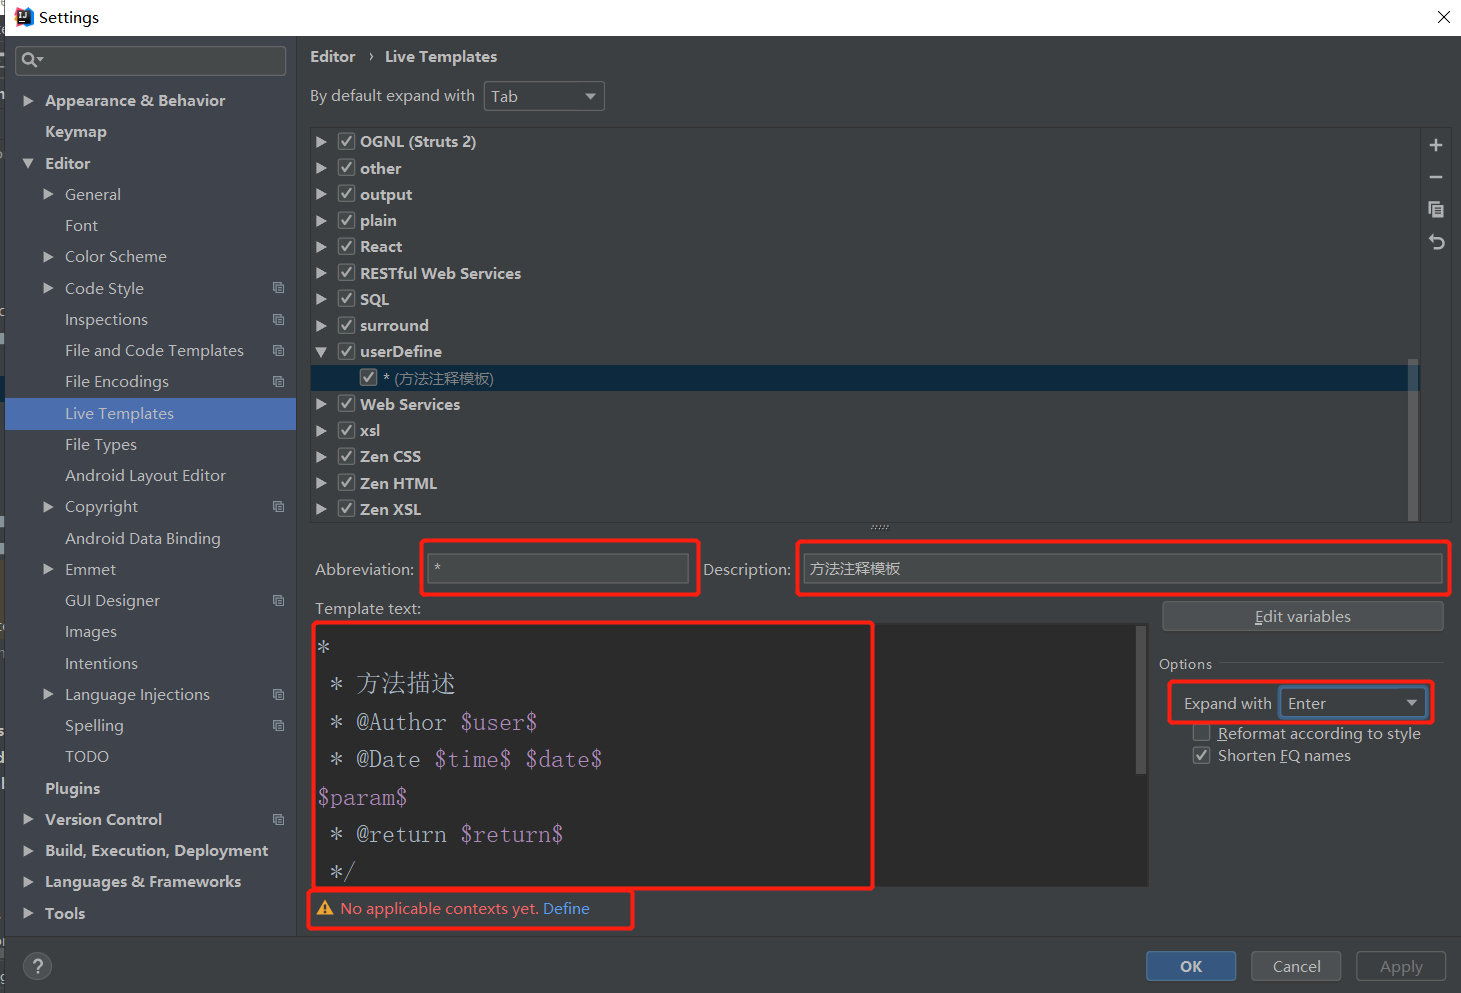 Settings
Appearance & Behavior
Keymap
Editor
General
Font
Color Scheme
Code Style
Inspections
File and Code Templates
File Encodings
Live Templates
File Types
Android Layout Editor
Copyright
Android Data Binding
Emmet
GUI Designer
Images
Intentions
Language Injections
Spelling
TODO
Plugins
Version Control
Build, Execution, Deployment
Languages & Frameworks
Tools
Editor › Live Templates
By default expand with Tab
OGNL (Struts 2)
other
output
plain
React
RESTful Web Services
SQL
surround
userDefine
* (方法注释模板)
Web Services
xsl
Zen CSS
Zen HTML
Zen XSL
Abbreviation: * Description: 方法注释模板
Template text:
*
* 方法描述
* @Author $user$
* @Date $time$ $date$
$param$
* @return $return$
*/
No applicable contexts yet. Define
Edit variables
Options
Expand with Enter
Reformat according to style
Shorten FQ names
?
OK Cancel Apply